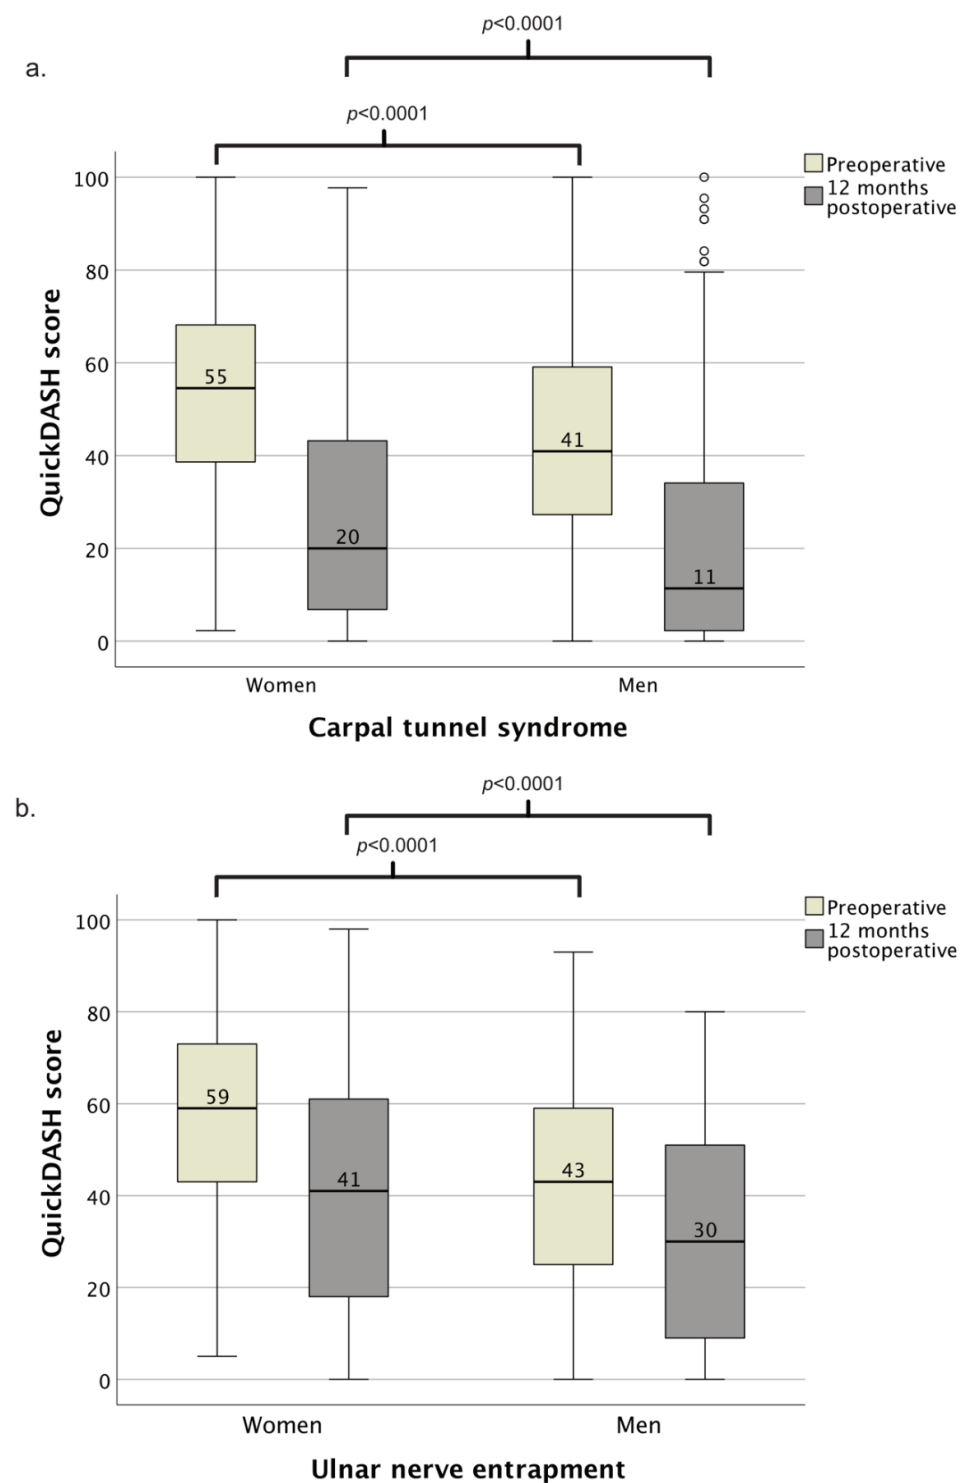 p<0.0001
a.
p<0.0001
Preoperative
12 months
postoperative
100
80
60
40
20
0
QuickDASH score
55
20
41
11
Women
Men
Carpal tunnel syndrome
p<0.0001
b.
p<0.0001
Preoperative
12 months
postoperative
100
80
60
40
20
0
QuickDASH score
59
41
43
30
Women
Men
Ulnar nerve entrapment